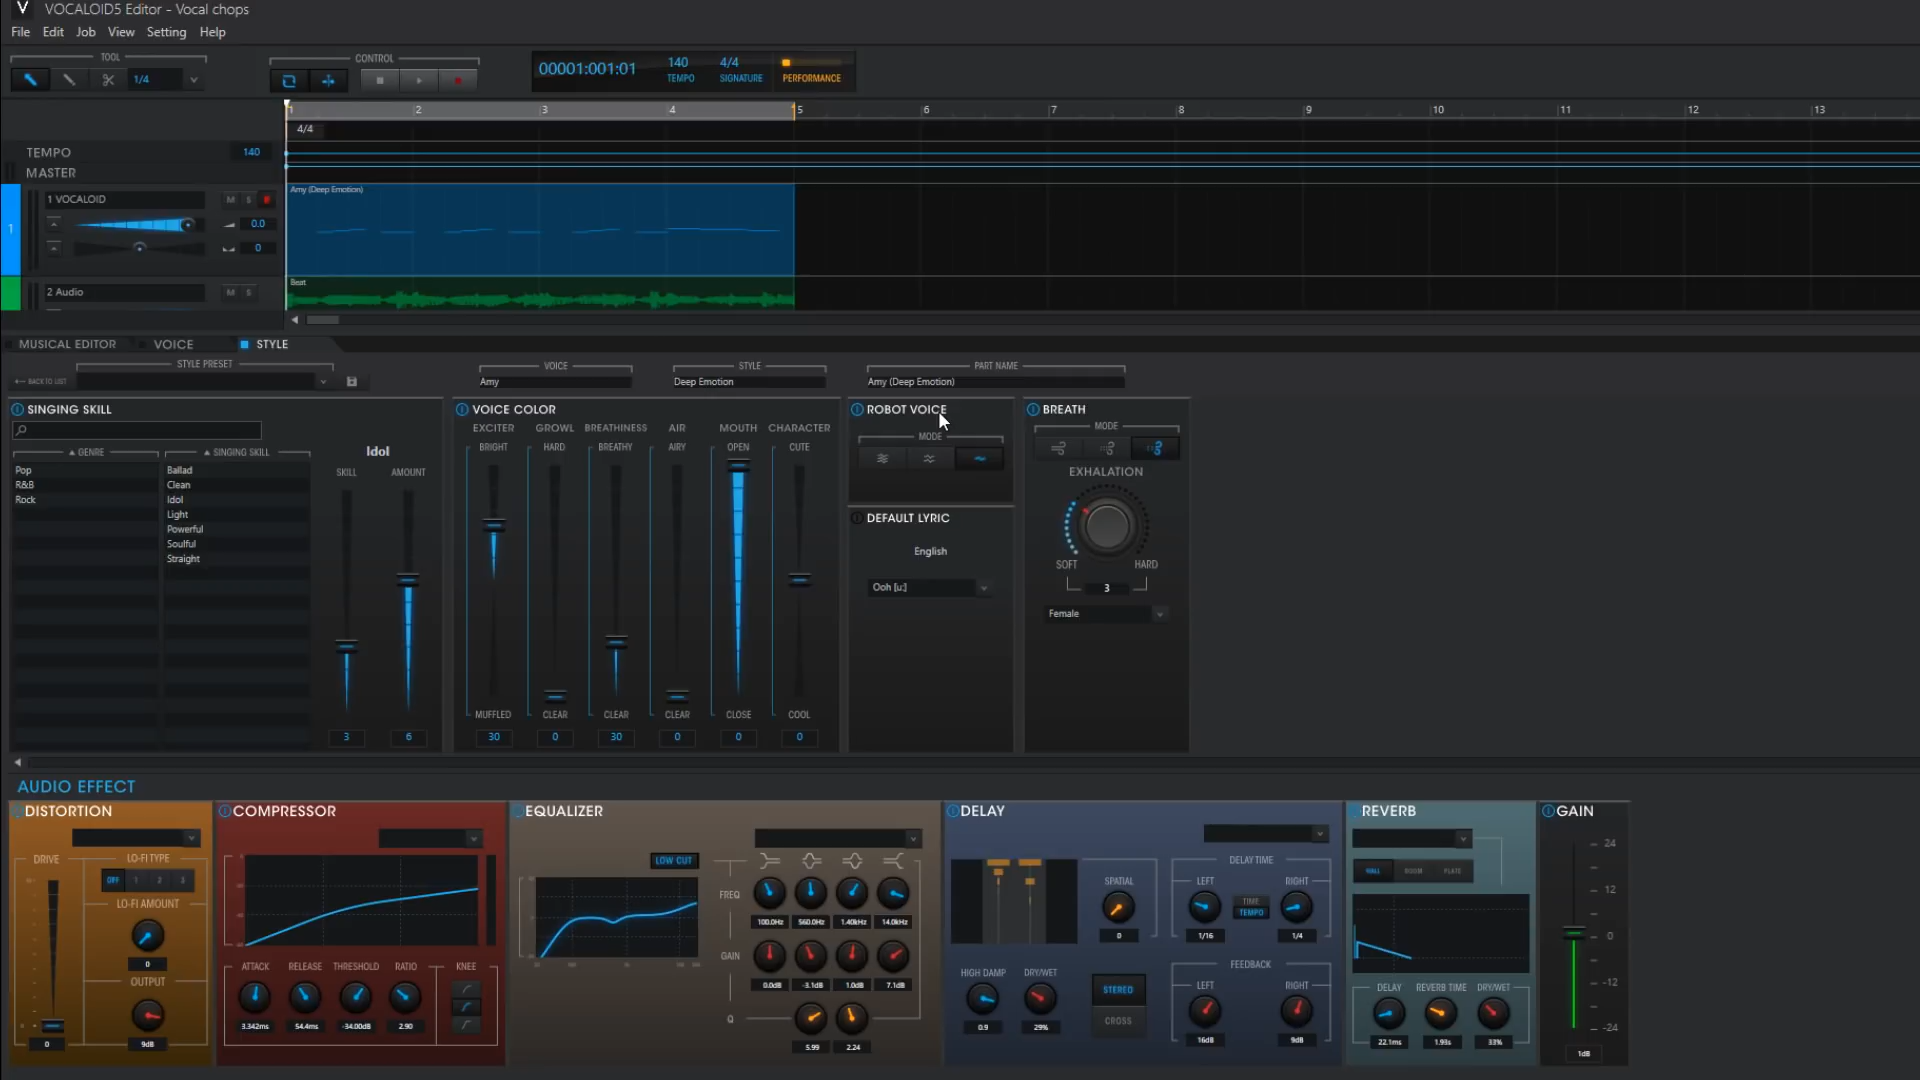 V VOCALOID5 Editor - Vocal chops
File Edit Job View Setting Help
TOOL
CONTROL
1/4
00001:001:01
140
TEMPO
4/4
SIGNATURE
PERFORMANCE
1 2 3 4 5 6 7 8 9 10 11 12 13
4/4
TEMPO 140
MASTER
1
1 VOCALOID M S
0.0
0
Amy (Deep Emotion)
2 Audio M S
Beat
MUSICAL EDITOR VOICE STYLE
STYLE PRESET
BACK TO LIST
VOICE
Amy
STYLE
Deep Emotion
PART NAME
Amy (Deep Emotion)
SINGING SKILL
GENRE
Pop
R&B
Rock
SINGING SKILL
Ballad
Clean
Idol
Light
Powerful
Soulful
Straight
Idol
SKILL AMOUNT
3 6
VOICE COLOR
EXCITER GROWL BREATHINESS AIR MOUTH CHARACTER
BRIGHT HARD BREATHY AIRY OPEN CUTE
MUFFLED CLEAR CLEAR CLEAR CLOSE COOL
30 0 30 0 0 0
ROBOT VOICE
MODE
DEFAULT LYRIC
English
Ooh [u:]
BREATH
MODE
EXHALATION
SOFT HARD
3
Female
AUDIO EFFECT
DISTORTION
DRIVE
0
LO-FI TYPE
OFF 1 2 3
LO-FI AMOUNT
0
OUTPUT
9dB
COMPRESSOR
ATTACK RELEASE THRESHOLD RATIO KNEE
3.342ms 54.4ms -34.00dB 2.90
EQUALIZER
LOW CUT
FREQ
100.0Hz 560.0Hz 1.40kHz 14.0kHz
GAIN
0.0dB -3.1dB 1.0dB 7.1dB
Q
5.99 2.24
DELAY
SPATIAL
0
DELAY TIME
LEFT RIGHT
TIME
TEMPO
1/16 1/4
HIGH DAMP DRY/WET
0.9 29%
STEREO
CROSS
FEEDBACK
LEFT RIGHT
16dB 9dB
REVERB
HALL ROOM PLATE
DELAY REVERB TIME DRY/WET
22.1ms 1.93s 33%
GAIN
24
12
0
-12
-24
1dB